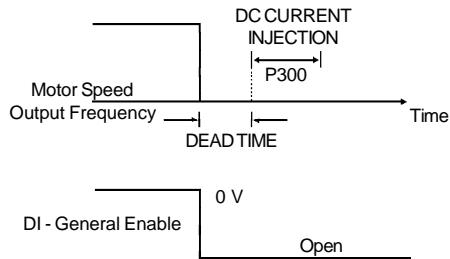 DC CURRENT
INJECTION
P300
Motor Speed
Output Frequency
Time
DEAD TIME
0 V
DI - General Enable
Open